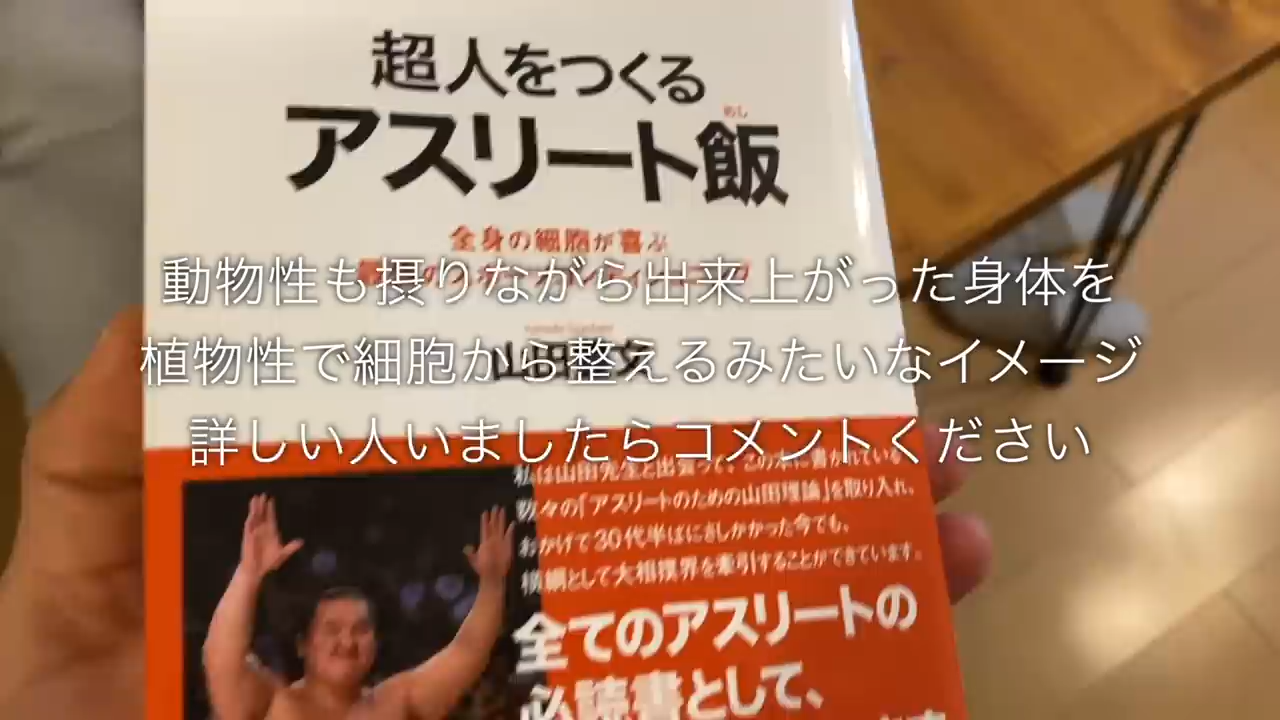 超人をつくる
めし
アスリート飯
全身の細胞が喜ぶ
動物性も摂りながら出来上がった身体を
植物性で細胞から整えるみたいなイメージ
詳しい人いましたらコメントください
私は山田先生と出会って、この本に書かれている
数々の「アスリートのための山田理論」を取り入れ、
おかげで30代半ばにさしかかった今でも、
横綱として大相撲界を牽引することができています。
全てのアスリートの
必読書として、